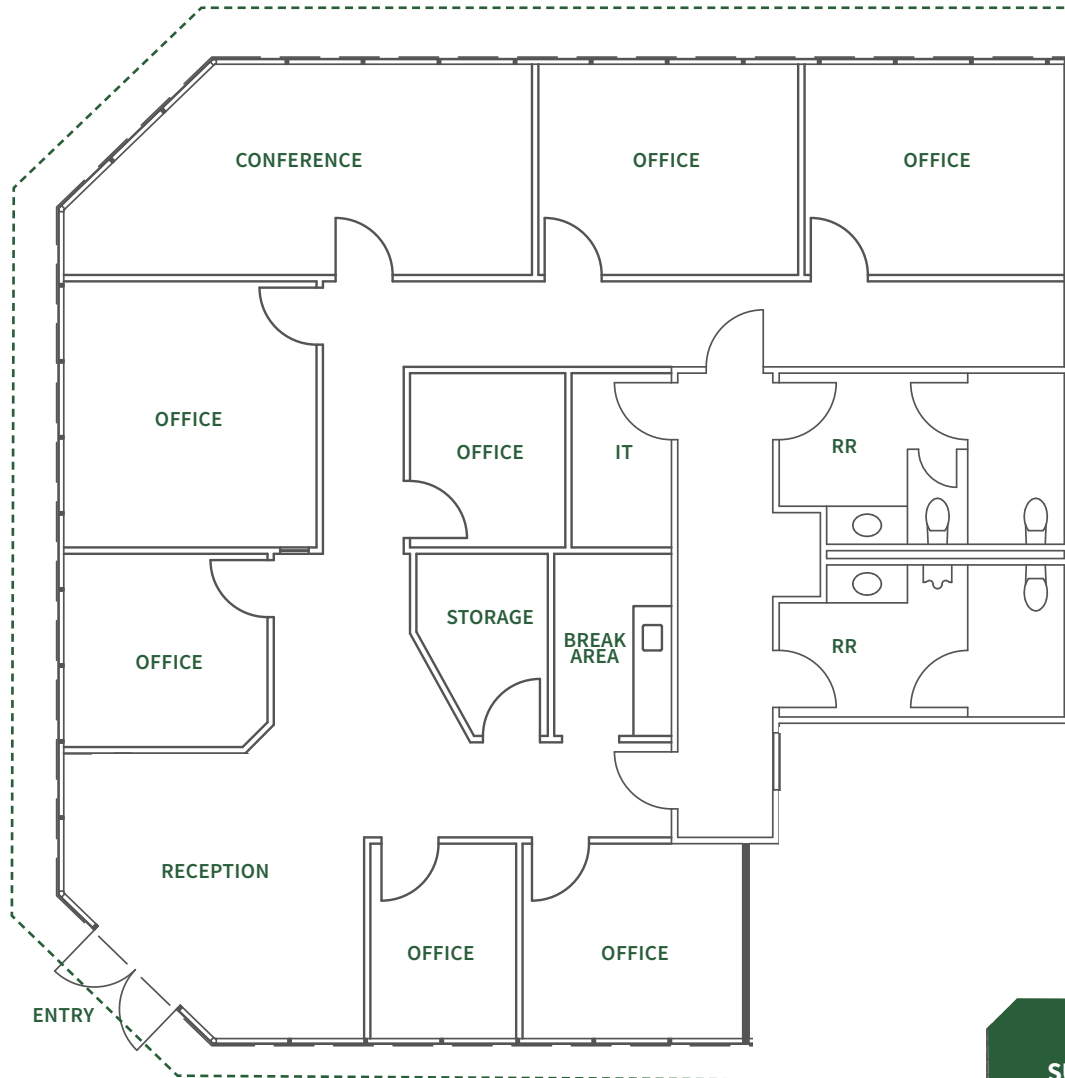 CONFERENCE
OFFICE
OFFICE
OFFICE
OFFICE
IT
RR
STORAGE
BREAK
AREA
OFFICE
RR
RECEPTION
OFFICE
OFFICE
ENTRY